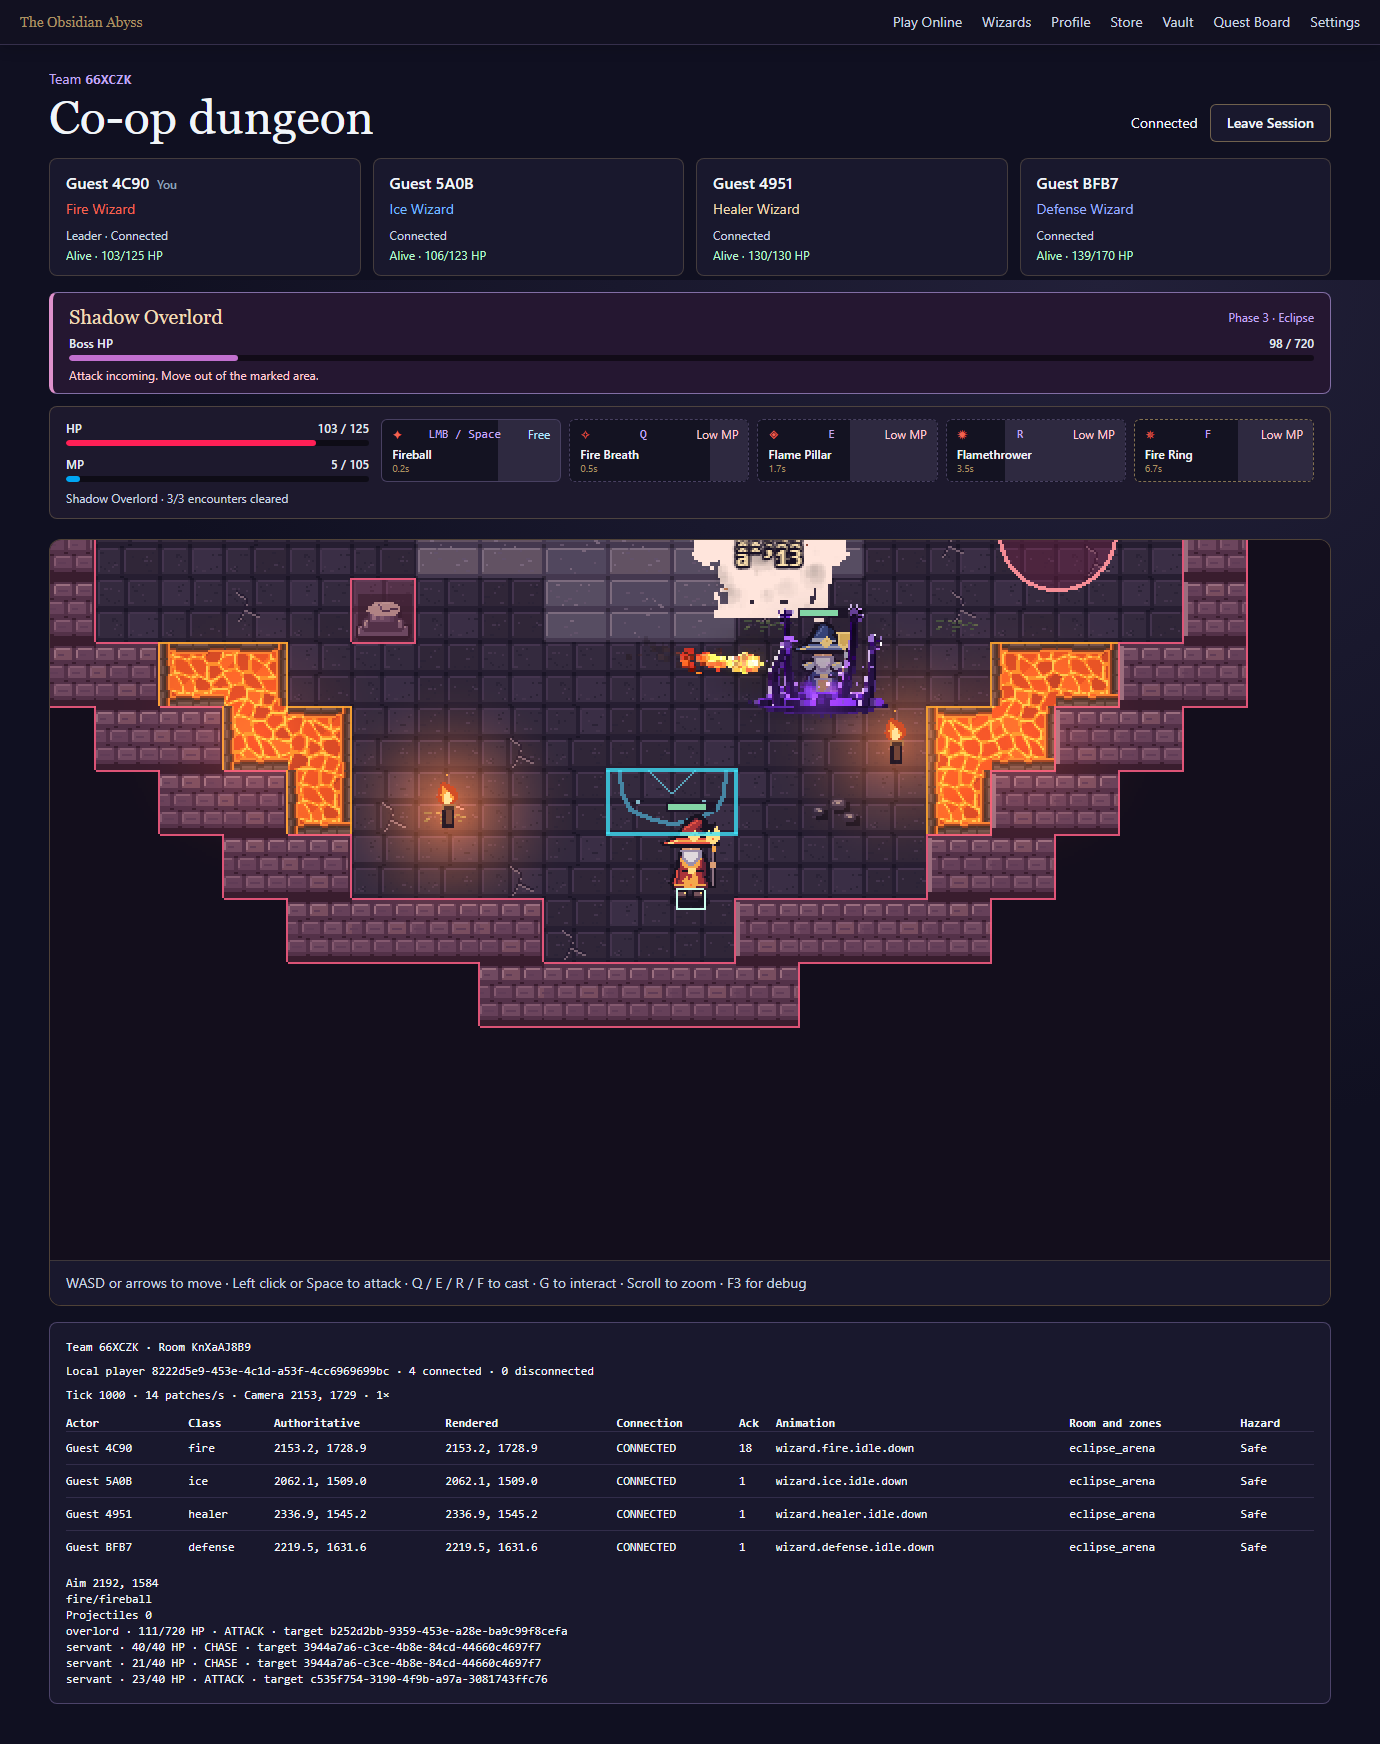 The Obsidian Abyss
Play Online Wizards Profile Store Vault Quest Board Settings
Team 66XCZK
Co-op dungeon
Connected Leave Session
Guest 4C90 You
Fire Wizard
Leader · Connected
Alive · 103/125 HP
Guest 5A0B
Ice Wizard
Connected
Alive · 106/123 HP
Guest 4951
Healer Wizard
Connected
Alive · 130/130 HP
Guest BFB7
Defense Wizard
Connected
Alive · 139/170 HP
Shadow Overlord Phase 3 · Eclipse
Boss HP 98 / 720
Attack incoming. Move out of the marked area.
HP 103 / 125
MP 5 / 105
Shadow Overlord · 3/3 encounters cleared
LMB / Space Free
Fireball
0.2s
Q Low MP
Fire Breath
0.5s
E Low MP
Flame Pillar
1.7s
R Low MP
Flamethrower
3.5s
F Low MP
Fire Ring
6.7s
13
WASD or arrows to move · Left click or Space to attack · Q / E / R / F to cast · G to interact · Scroll to zoom · F3 for debug
Team 66XCZK · Room KnXaAJ8B9
Local player 8222d5e9-453e-4c1d-a53f-4cc6969699bc · 4 connected · 0 disconnected
Tick 1000 · 14 patches/s · Camera 2153, 1729 · 1×
Actor Class Authoritative Rendered Connection Ack Animation Room and zones Hazard
Guest 4C90 fire 2153.2, 1728.9 2153.2, 1728.9 CONNECTED 18 wizard.fire.idle.down eclipse_arena Safe
Guest 5A0B ice 2062.1, 1509.0 2062.1, 1509.0 CONNECTED 1 wizard.ice.idle.down eclipse_arena Safe
Guest 4951 healer 2336.9, 1545.2 2336.9, 1545.2 CONNECTED 1 wizard.healer.idle.down eclipse_arena Safe
Guest BFB7 defense 2219.5, 1631.6 2219.5, 1631.6 CONNECTED 1 wizard.defense.idle.down eclipse_arena Safe
Aim 2192, 1584
fire/fireball
Projectiles 0
overlord · 111/720 HP · ATTACK · target b252d2bb-9359-453e-a28e-ba9c99f8cefa
servant · 40/40 HP · CHASE · target 3944a7a6-c3ce-4b8e-84cd-44660c4697f7
servant · 21/40 HP · CHASE · target 3944a7a6-c3ce-4b8e-84cd-44660c4697f7
servant · 23/40 HP · ATTACK · target c535f754-3190-4f9b-a97a-3081743ffc76